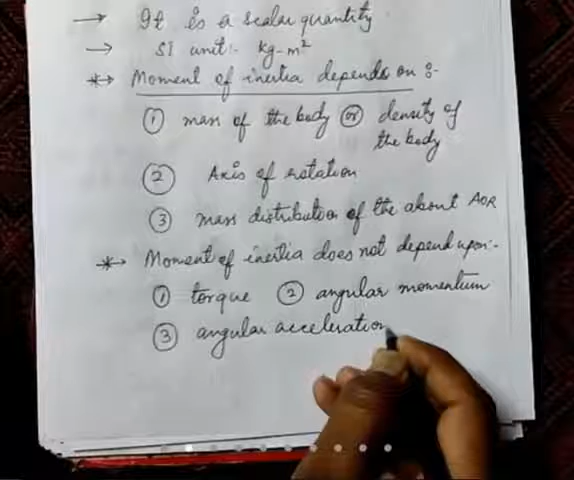 → It is a scalar quantity
→ SI unit:- kg-m²
*→ Moment of inertia depends on :-
① mass of the body ⓞⓡ density of
the body
② Axis of rotation
③ mass distribution of the about AOR
*→ Moment of inertia does not depend upon:-
① torque ② angular momentum
③ angular acceleration